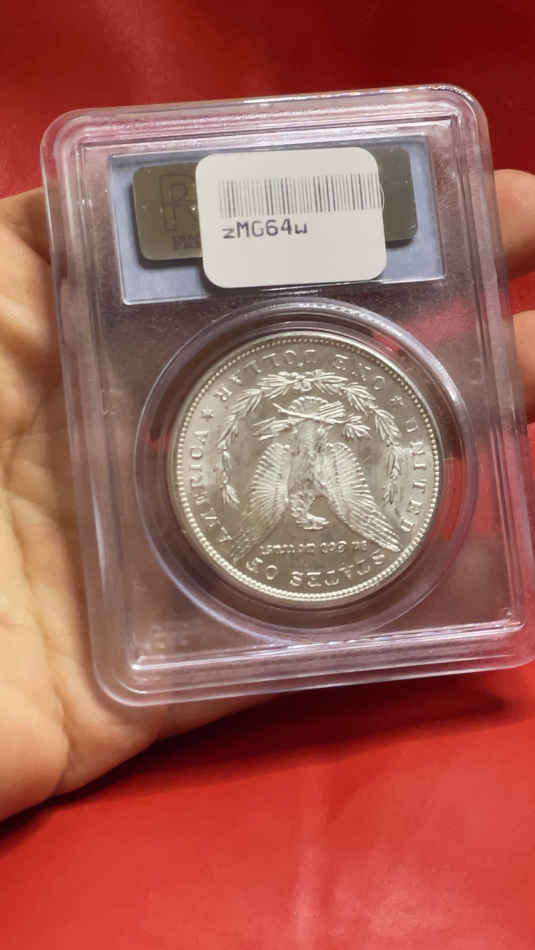 zMG64w
UNITED STATES OF AMERICA
ONE DOLLAR